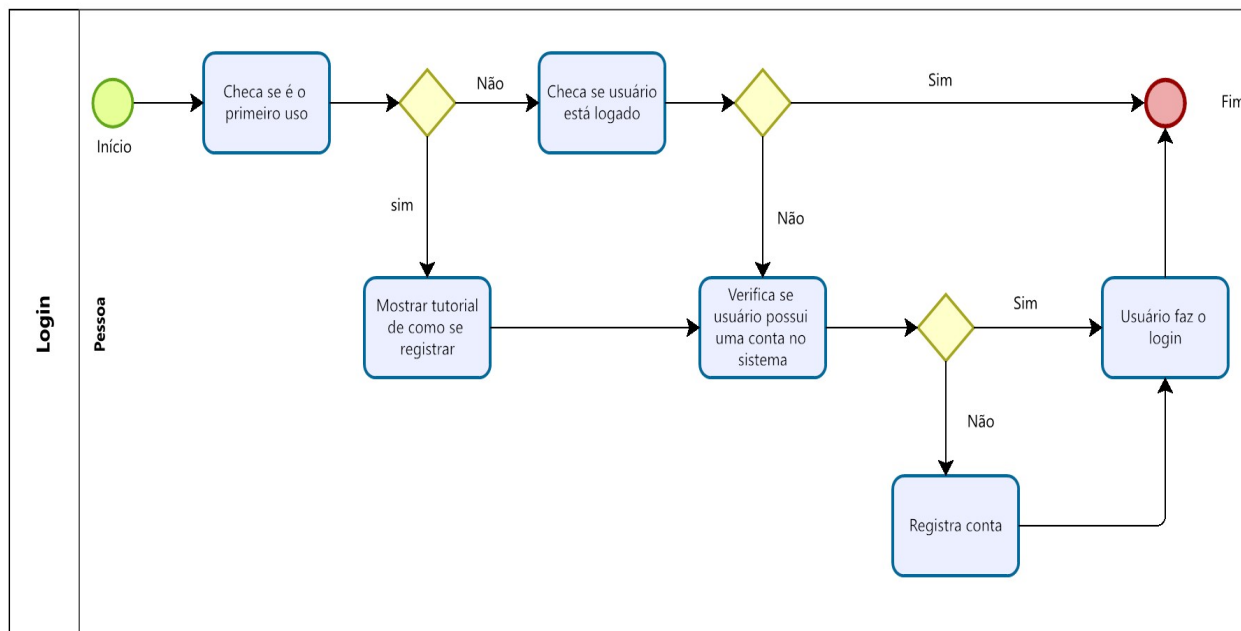 Login
Pessoa
Início
Checa se é o
primeiro uso
Não
Checa se usuário
está logado
Sim
Fim
sim
Não
Mostrar tutorial
de como se
registrar
Verifica se
usuário possui
uma conta no
sistema
Sim
Usuário faz o
login
Não
Registra conta